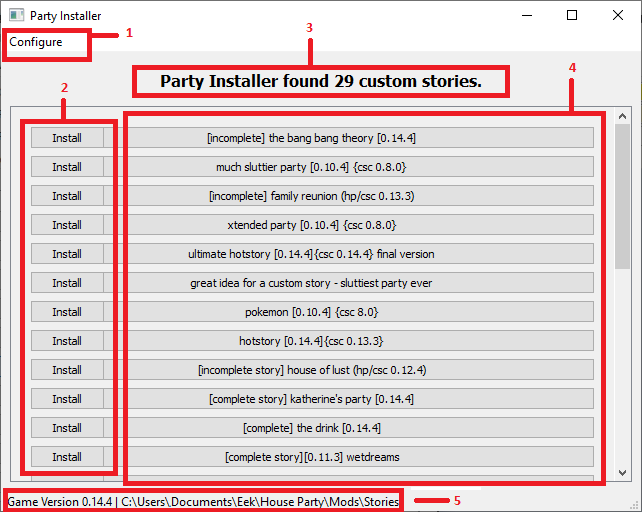 Party Installer
Configure
1
3
Party Installer found 29 custom stories.
2
4
Install [incomplete] the bang bang theory [0.14.4]
Install much sluttier party [0.10.4] {csc 0.8.0}
Install [incomplete] family reunion (hp/csc 0.13.3)
Install xtended party [0.10.4] {csc 0.8.0}
Install ultimate hotstory [0.14.4]{csc 0.14.4} final version
Install great idea for a custom story - sluttiest party ever
Install pokemon [0.10.4] {csc 8.0}
Install hotstory [0.14.4]{csc 0.13.3}
Install [incomplete story] house of lust (hp/csc 0.12.4)
Install [complete story] katherine's party [0.14.4]
Install [complete] the drink [0.14.4]
Install [complete story][0.11.3] wetdreams
Game Version 0.14.4 | C:\Users\Documents\Eek\House Party\Mods\Stories
5